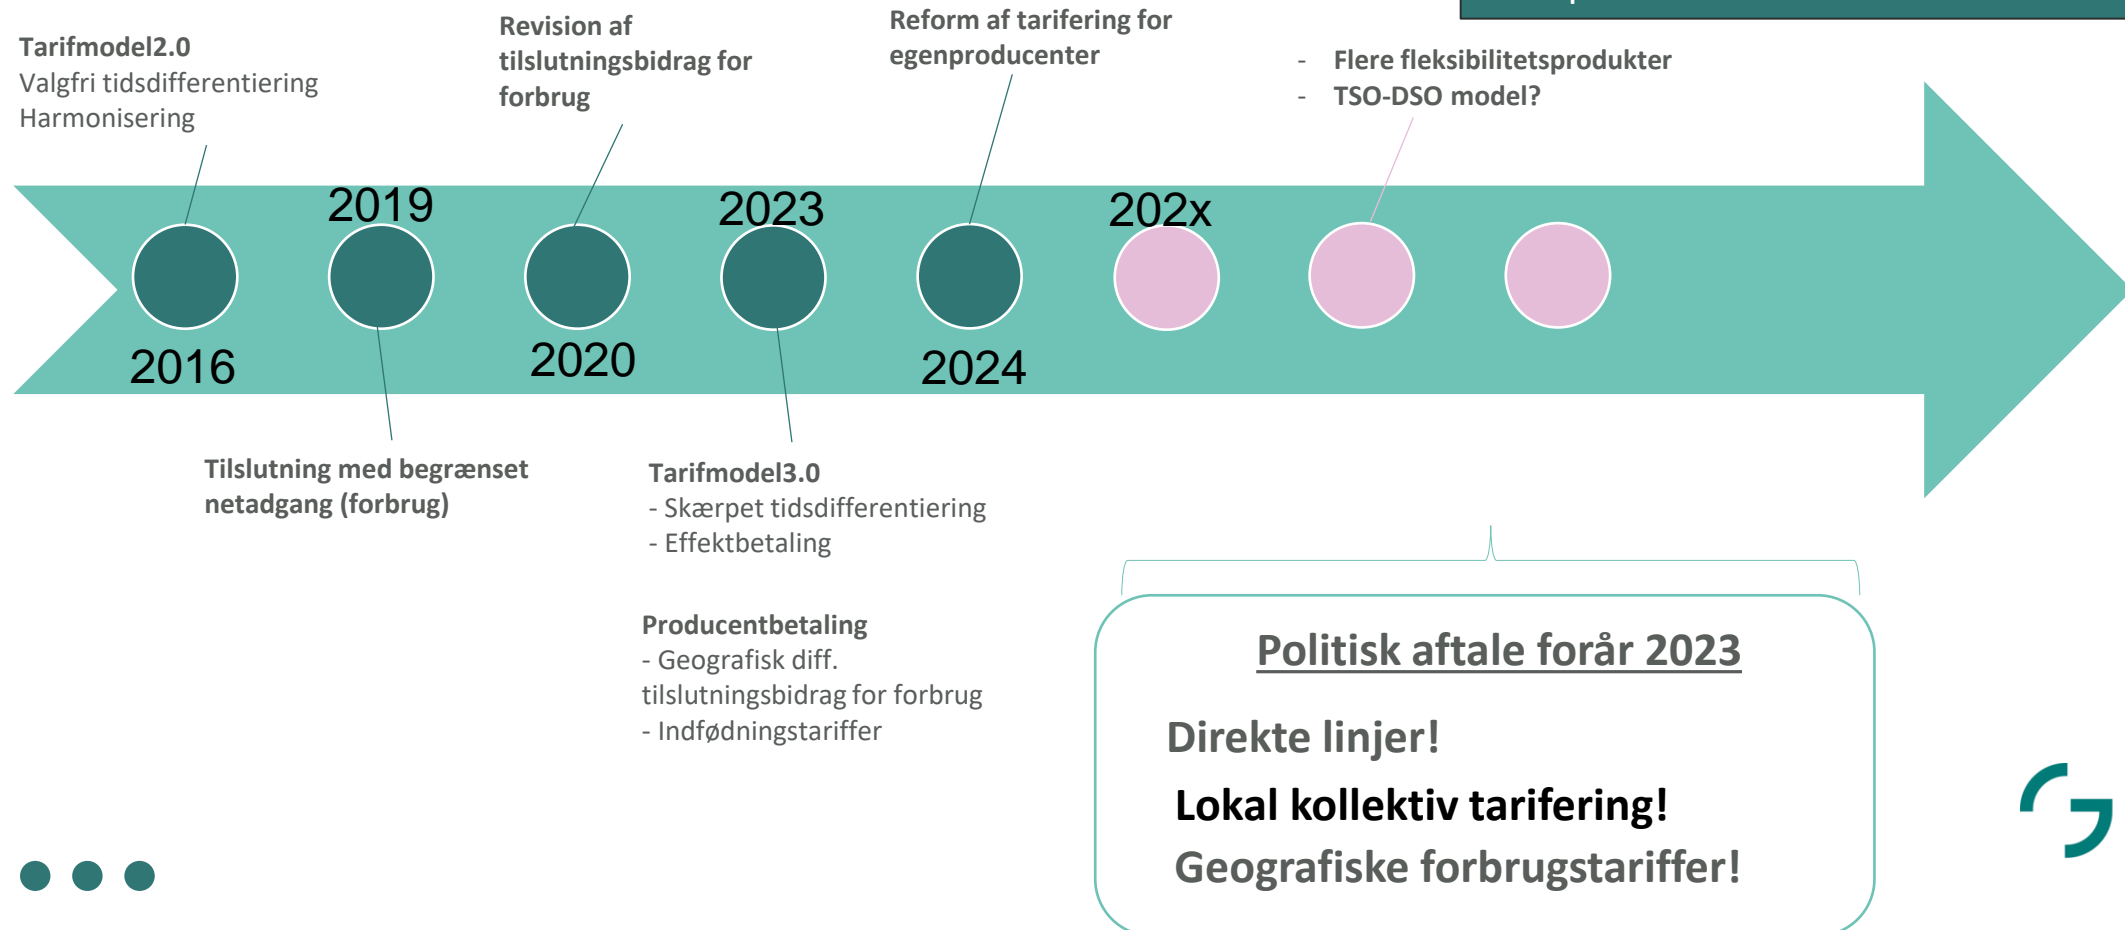 Tarifmodel2.0
Valgfri tidsdifferentiering
Harmonisering
Revision af
tilslutningsbidrag for
forbrug
Reform af tarifering for
egenproducenter
- Flere fleksibilitetsprodukter
- TSO-DSO model?
2016
2019
2020
2023
2024
202x
Tilslutning med begrænset
netadgang (forbrug)
Tarifmodel3.0
- Skærpet tidsdifferentiering
- Effektbetaling
Producentbetaling
- Geografisk diff.
tilslutningsbidrag for forbrug
- Indfødningstariffer
Politisk aftale forår 2023
Direkte linjer!
Lokal kollektiv tarifering!
Geografiske forbrugstariffer!